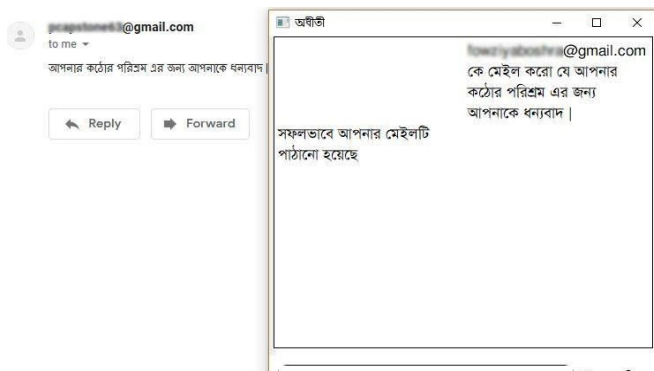 @gmail.com
to me
আপনার কঠোর পরিশ্রম এর জন্য আপনাকে ধন্যবাদ|
Reply
Forward
অধীতী
@gmail.com
কে মেইল করো যে আপনার
কঠোর পরিশ্রম এর জন্য
আপনাকে ধন্যবাদ |
সফলভাবে আপনার মেইলটি
পাঠানো হয়েছে